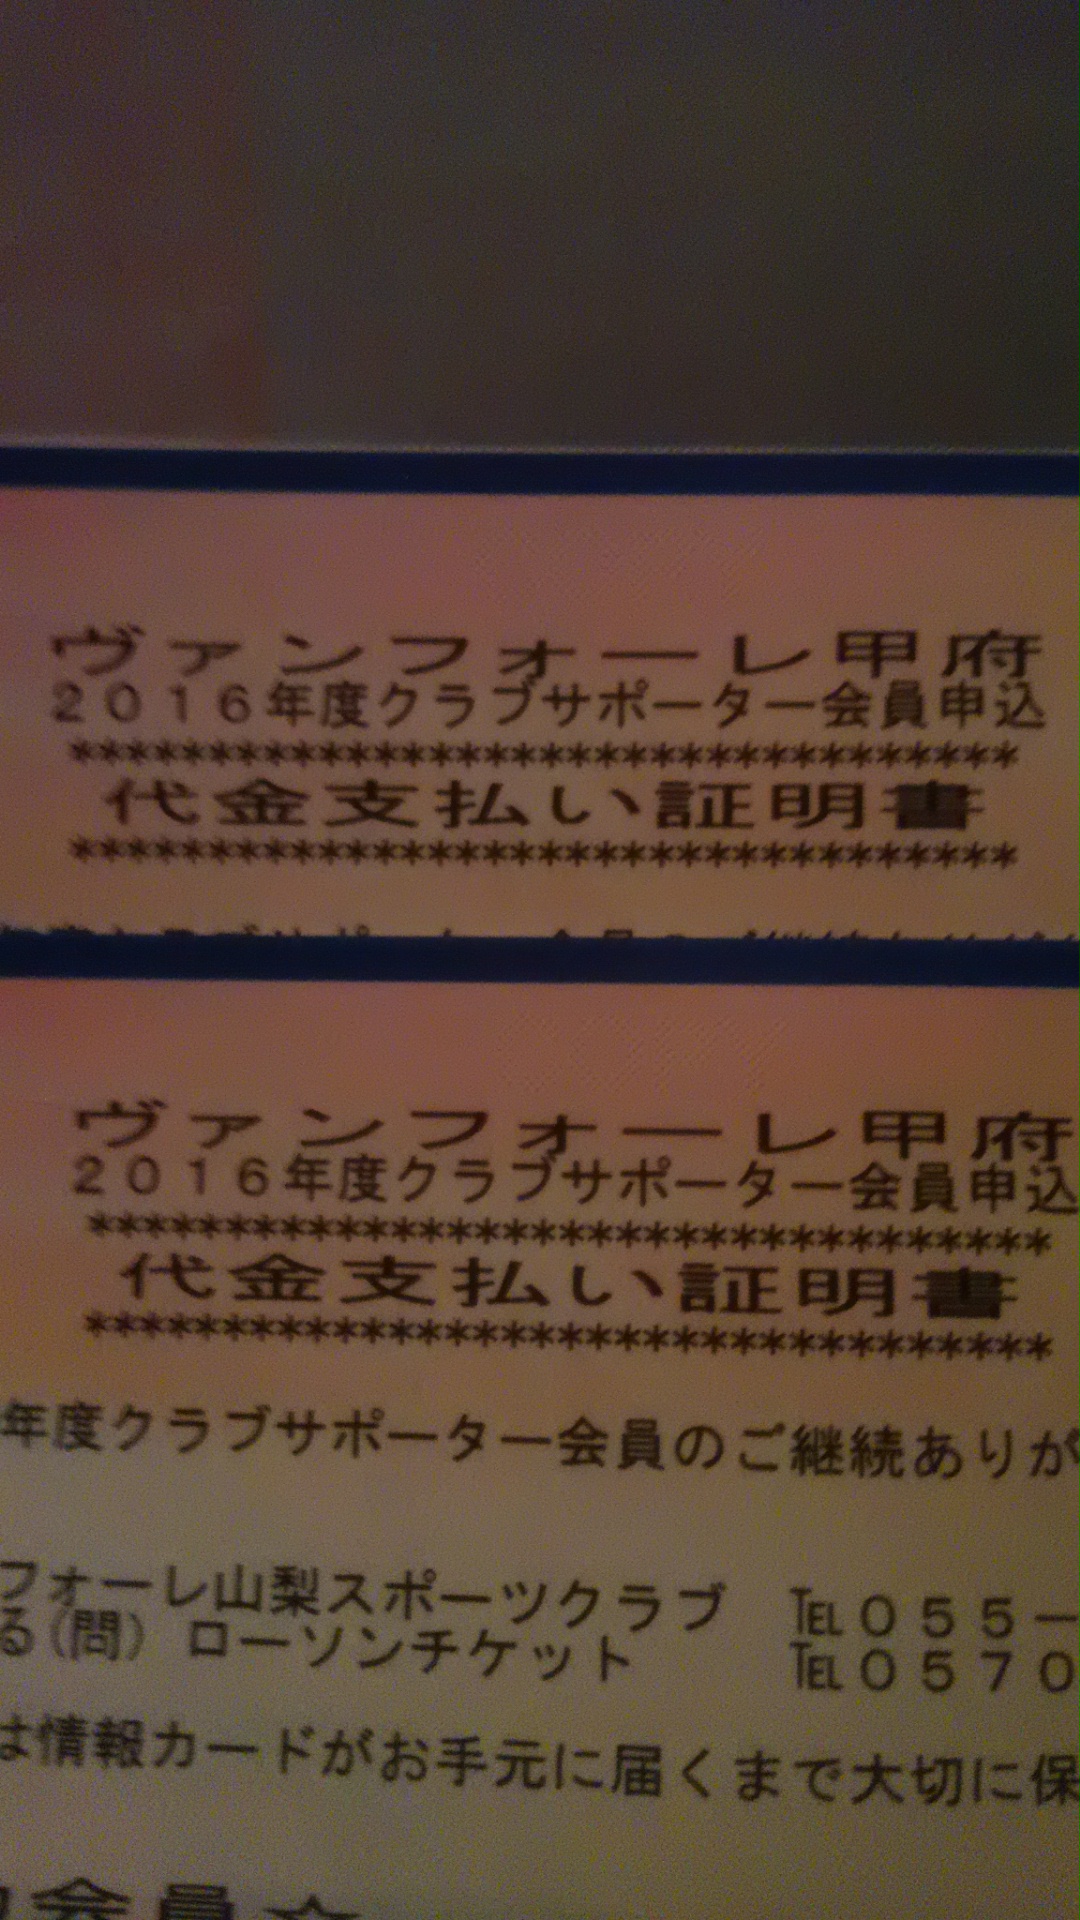 ヴァンフォーレ甲府
2016年度クラブサポーター会員申込
**********************************
代金支払い証明書
**********************************
ヴァンフォーレ甲府
2016年度クラブサポーター会員申込
**********************************
代金支払い証明書
**********************************
年度クラブサポーター会員のご継続ありが
フォーレ山梨スポーツクラブ ℡055-
る(問) ローソンチケット ℡0570
は情報カードがお手元に届くまで大切に保
会員☆